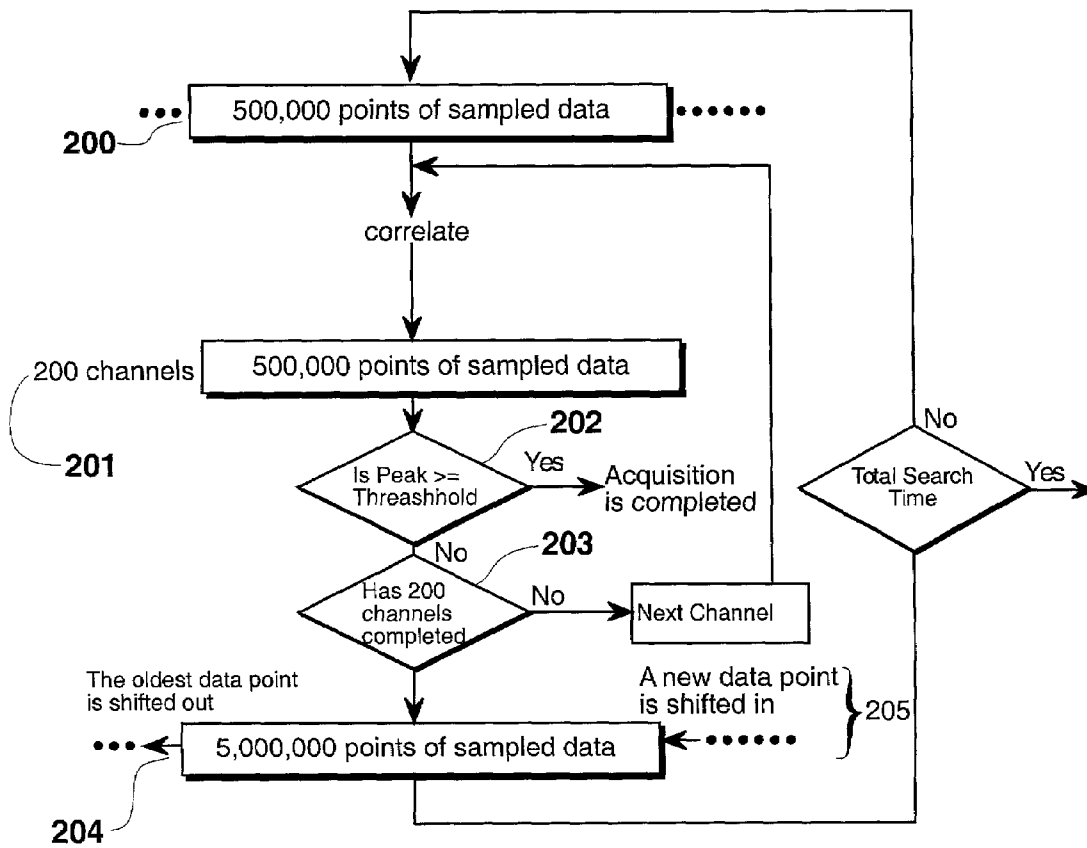 500,000 points of sampled data
200
correlate
200 channels
500,000 points of sampled data
201
202
Is Peak >=
Threashhold
Yes
Acquisition
is completed
No
Total Search
Time
Yes
No
203
Has 200
channels
completed
No
Next Channel
The oldest data point
is shifted out
A new data point
is shifted in
205
5,000,000 points of sampled data
204